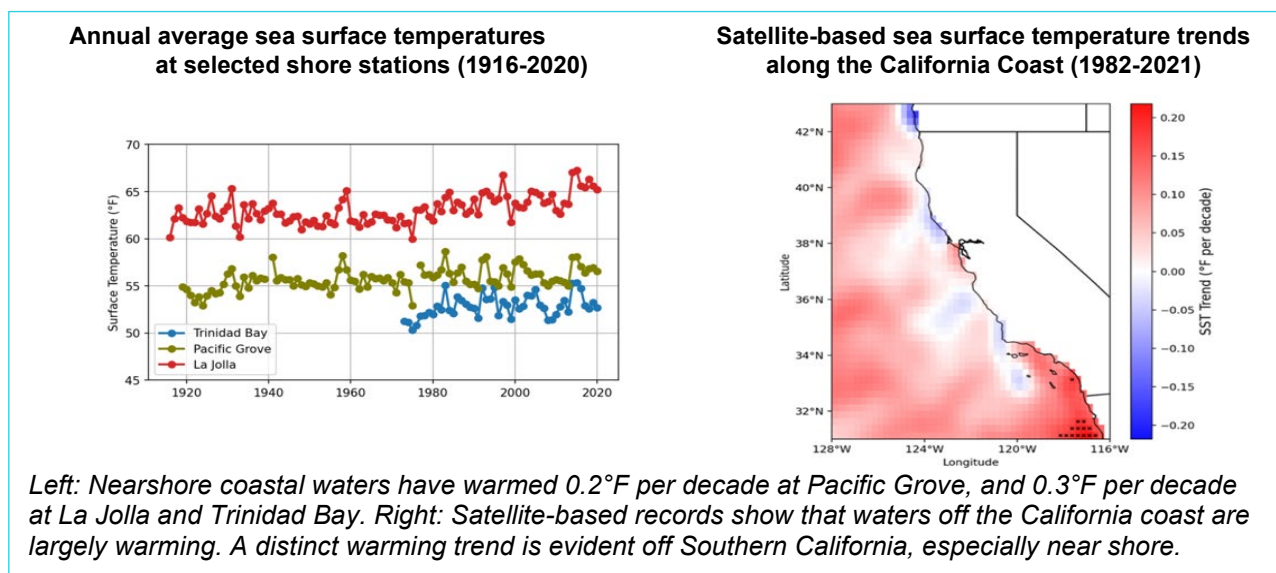 Annual average sea surface temperatures
at selected shore stations (1916-2020)
Surface Temperature (°F)
70
65
60
55
50
45
Trinidad Bay
Pacific Grove
La Jolla
1920
1940
1960
1980
2000
2020
Satellite-based sea surface temperature trends
along the California Coast (1982-2021)
Latitude
42°N
40°N
38°N
36°N
34°N
32°N
128°W
124°W
120°W
116°W
Longitude
0.20
0.15
0.10
0.05
0.00
−0.05
−0.10
−0.15
−0.20
SST Trend (°F per decade)
Left: Nearshore coastal waters have warmed 0.2°F per decade at Pacific Grove, and 0.3°F per decade
at La Jolla and Trinidad Bay. Right: Satellite-based records show that waters off the California coast are
largely warming. A distinct warming trend is evident off Southern California, especially near shore.